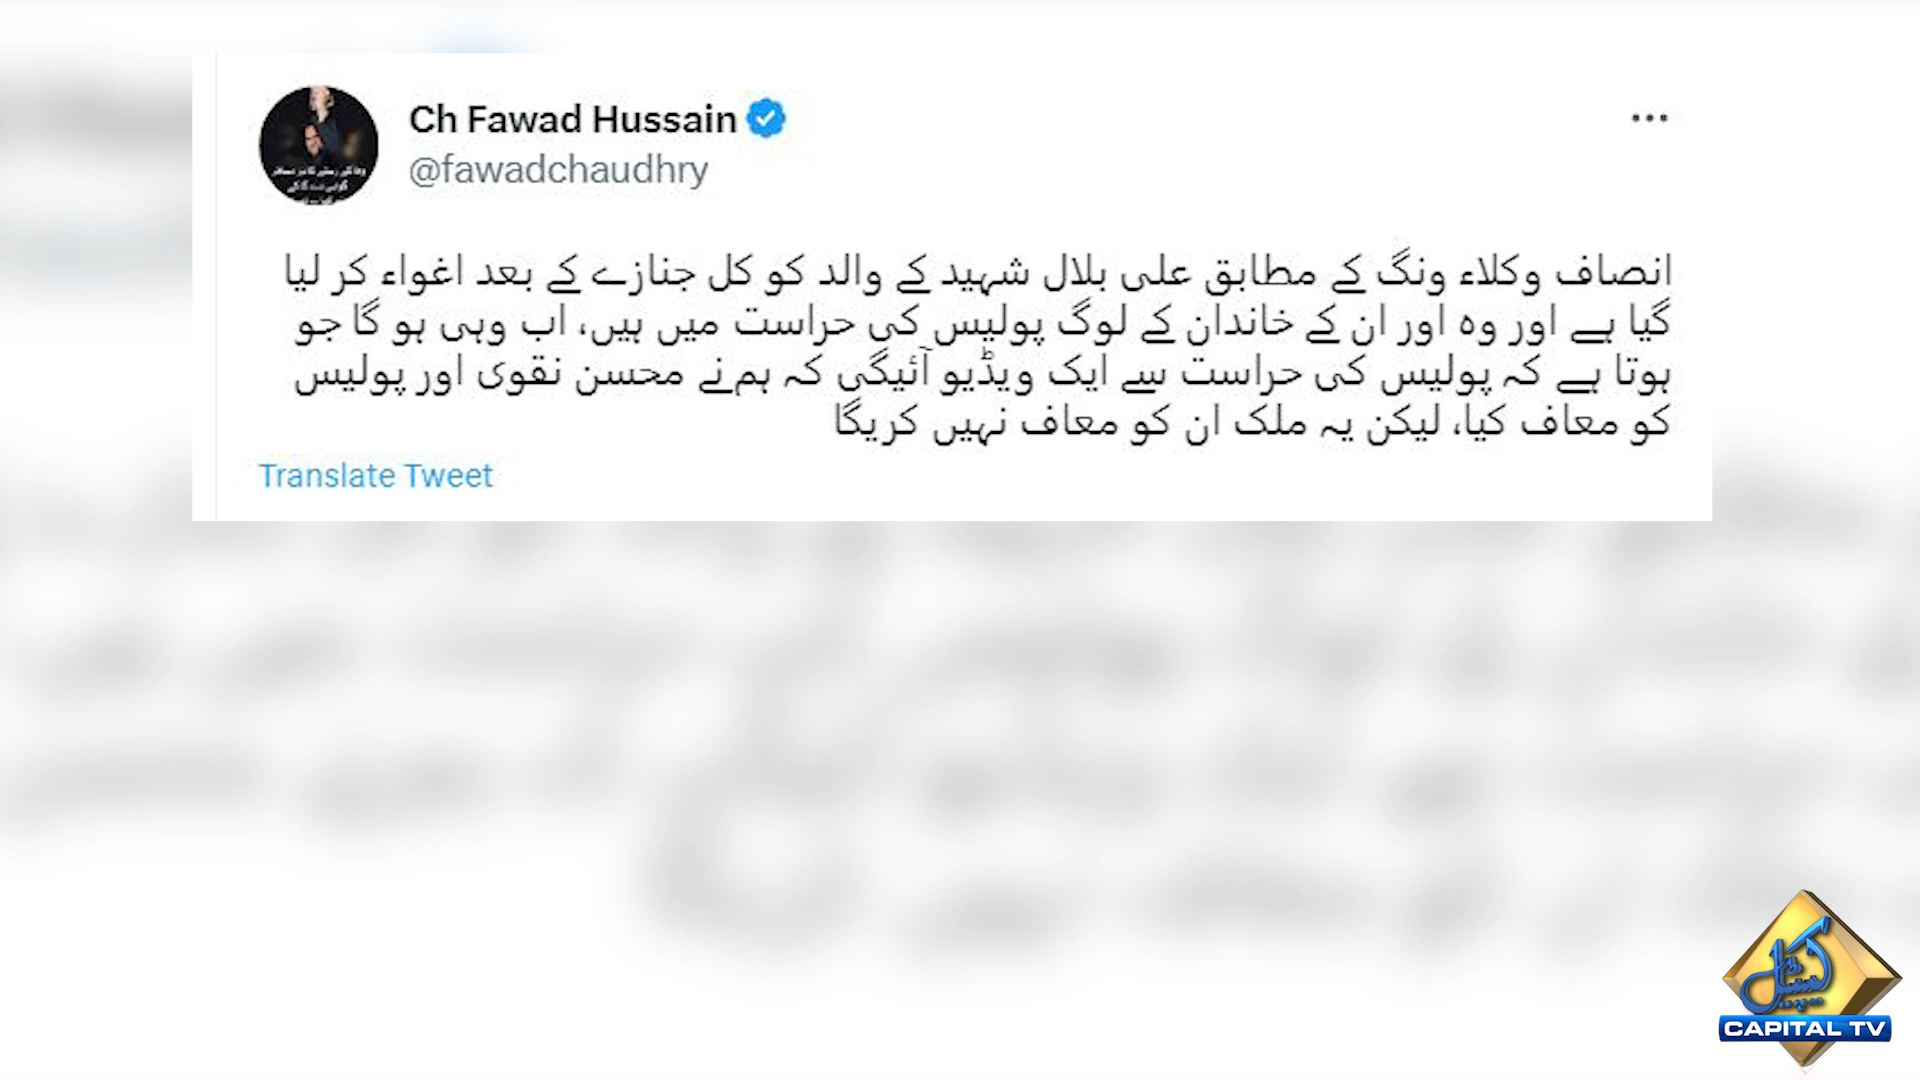 Ch Fawad Hussain
@fawadchaudhry
انصاف وکلاء ونگ کے مطابق علی بلال شہید کے والد کو کل جنازے کے بعد اغواء کر لیا
گیا ہے اور وہ اور ان کے خاندان کے لوگ پولیس کی حراست میں ہیں، اب وہی ہو گا جو
ہوتا ہے کہ پولیس کی حراست سے ایک ویڈیو آئیگی کہ ہم نے محسن نقوی اور پولیس
کو معاف کیا، لیکن یہ ملک ان کو معاف نہیں کریگا
Translate Tweet
کیپیٹل
CAPITAL TV